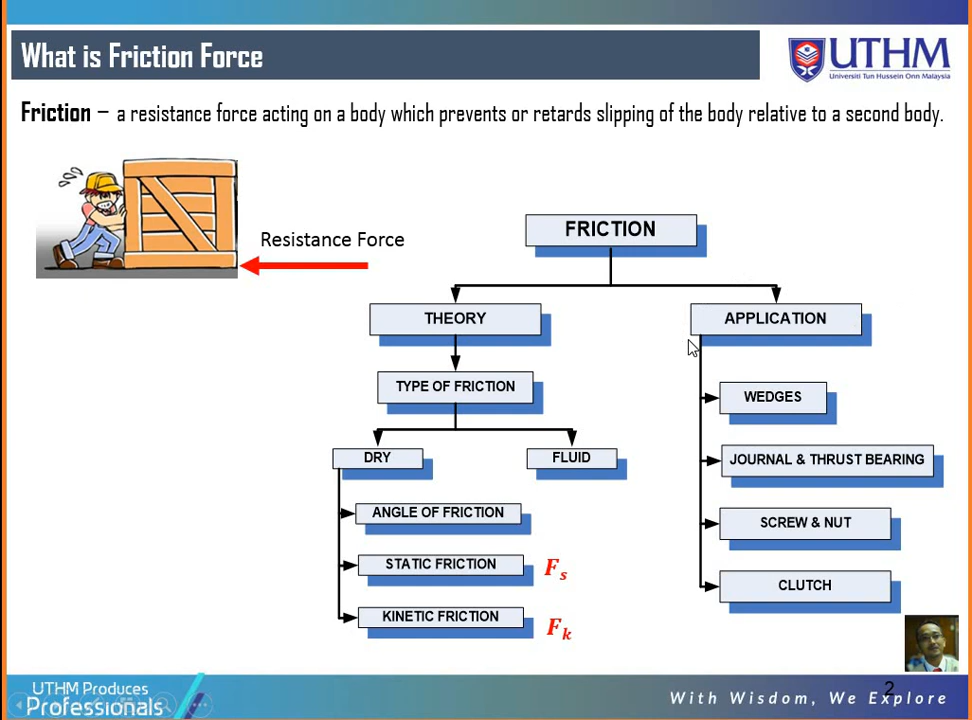 What is Friction Force
UTHM
Universiti Tun Hussein Onn Malaysia
Friction – a resistance force acting on a body which prevents or retards slipping of the body relative to a second body.
Resistance Force
FRICTION
THEORY
APPLICATION
TYPE OF FRICTION
DRY
FLUID
ANGLE OF FRICTION
STATIC FRICTION
F_s
KINETIC FRICTION
F_k
WEDGES
JOURNAL & THRUST BEARING
SCREW & NUT
CLUTCH
UTHM Produces
Professionals
With Wisdom, We Explore
2